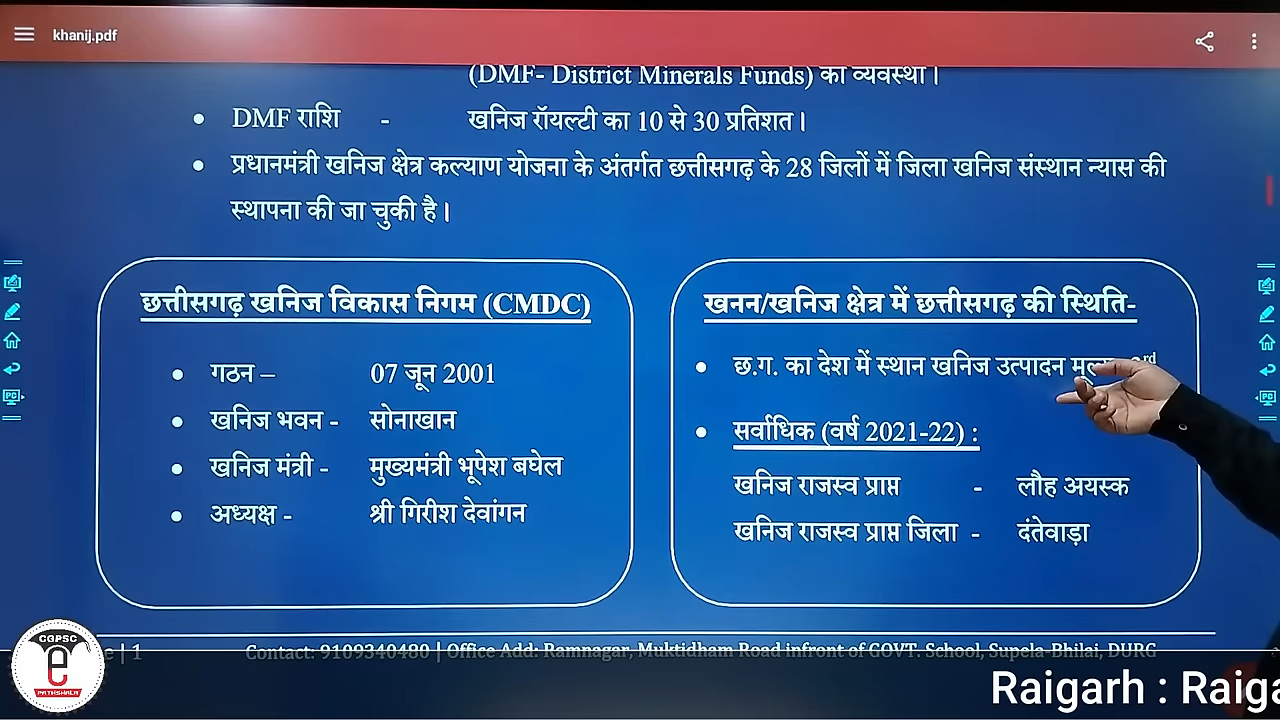 khanij.pdf
(DMF- District Minerals Funds) का व्यवस्था।
• DMF राशि - खनिज रॉयल्टी का 10 से 30 प्रतिशत।
• प्रधानमंत्री खनिज क्षेत्र कल्याण योजना के अंतर्गत छत्तीसगढ़ के 28 जिलों में जिला खनिज संस्थान न्यास की
स्थापना की जा चुकी है।
छत्तीसगढ़ खनिज विकास निगम (CMDC)
• गठन – 07 जून 2001
• खनिज भवन - सोनाखान
• खनिज मंत्री - मुख्यमंत्री भूपेश बघेल
• अध्यक्ष - श्री गिरीश देवांगन
खनन/खनिज क्षेत्र में छत्तीसगढ़ की स्थिति-
• छ.ग. का देश में स्थान खनिज उत्पादन rd
• सर्वाधिक (वर्ष 2021-22) :
खनिज राजस्व प्राप्त - लौह अयस्क
खनिज राजस्व प्राप्त जिला - दंतेवाड़ा
e | 1 Contact: 9109340480 | Office Add: Ramnagar, Muktidham Road infront of GOVT. School, Supela-Bhilai, DURG
CGPSC
e
PATHSHALA
Raigarh : Raiga
PC
PC